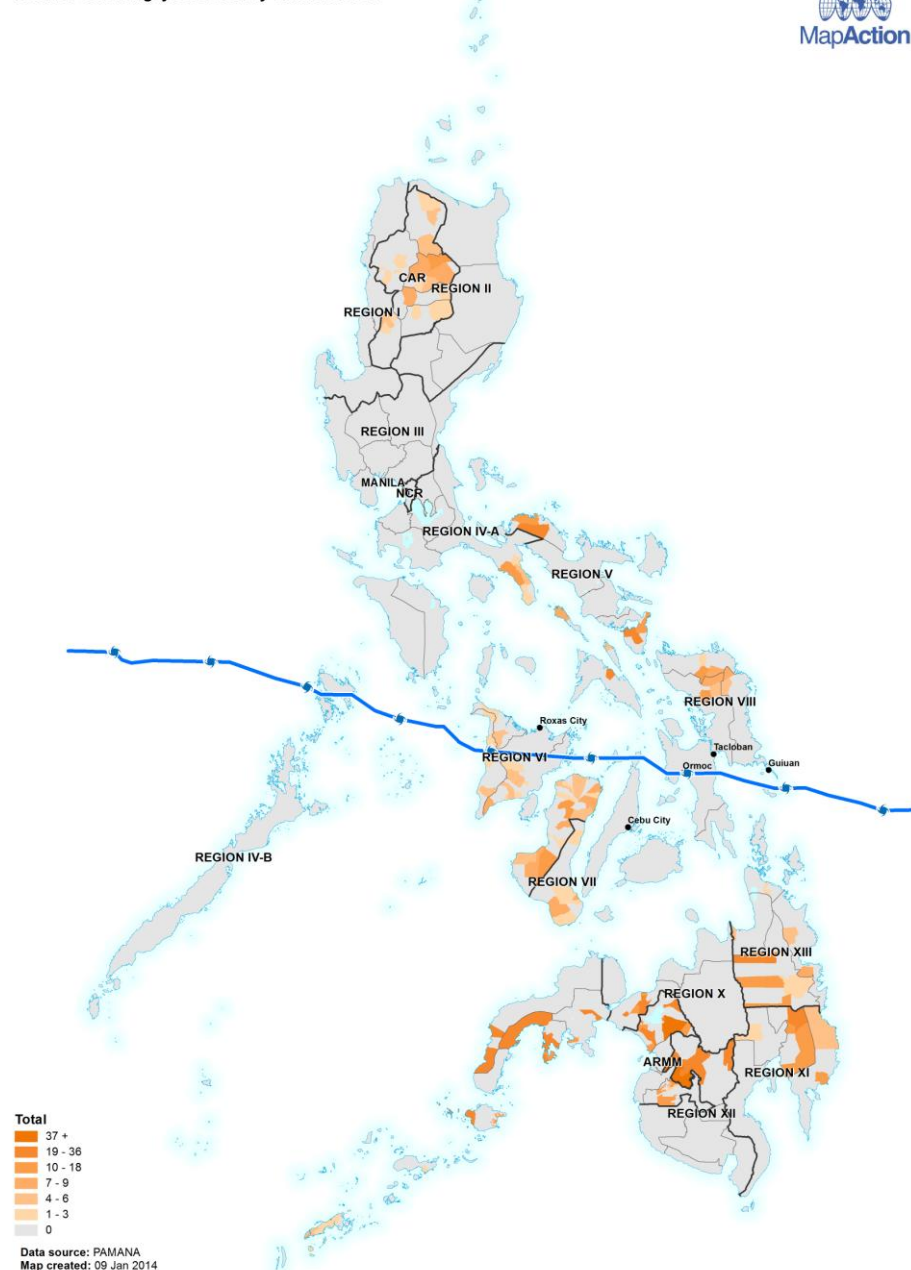 MapAction
CAR
REGION II
REGION I
REGION III
MANILA
NCR
REGION IV-A
REGION V
REGION VIII
Roxas City
Tacloban
REGION VI
Ormoc
Guiuan
Cebu City
REGION IV-B
REGION VII
REGION XIII
REGION X
ARMM
REGION XI
REGION XII
Total
37 +
19 - 36
10 - 18
7 - 9
4 - 6
1 - 3
0
Data source: PAMANA
Map created: 09 Jan 2014